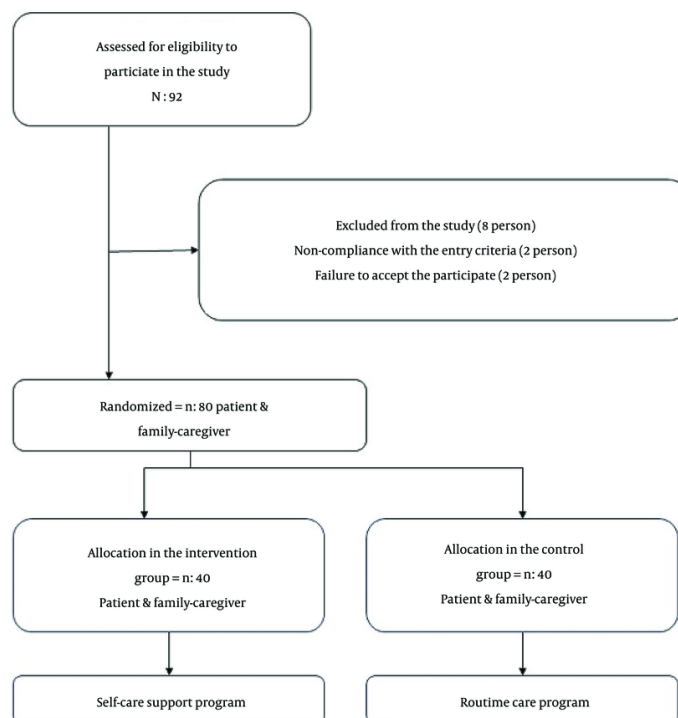 Assessed for eligibility to
particiate in the study
N : 92
Excluded from the study (8 person)
Non-compliance with the entry criteria (2 person)
Failure to accept the participate (2 person)
Randomized = n: 80 patient &
family-caregiver
Allocation in the intervention
group = n: 40
Patient & family-caregiver
Allocation in the control
group = n: 40
Patient & family-caregiver
Self-care support program
Routime care program